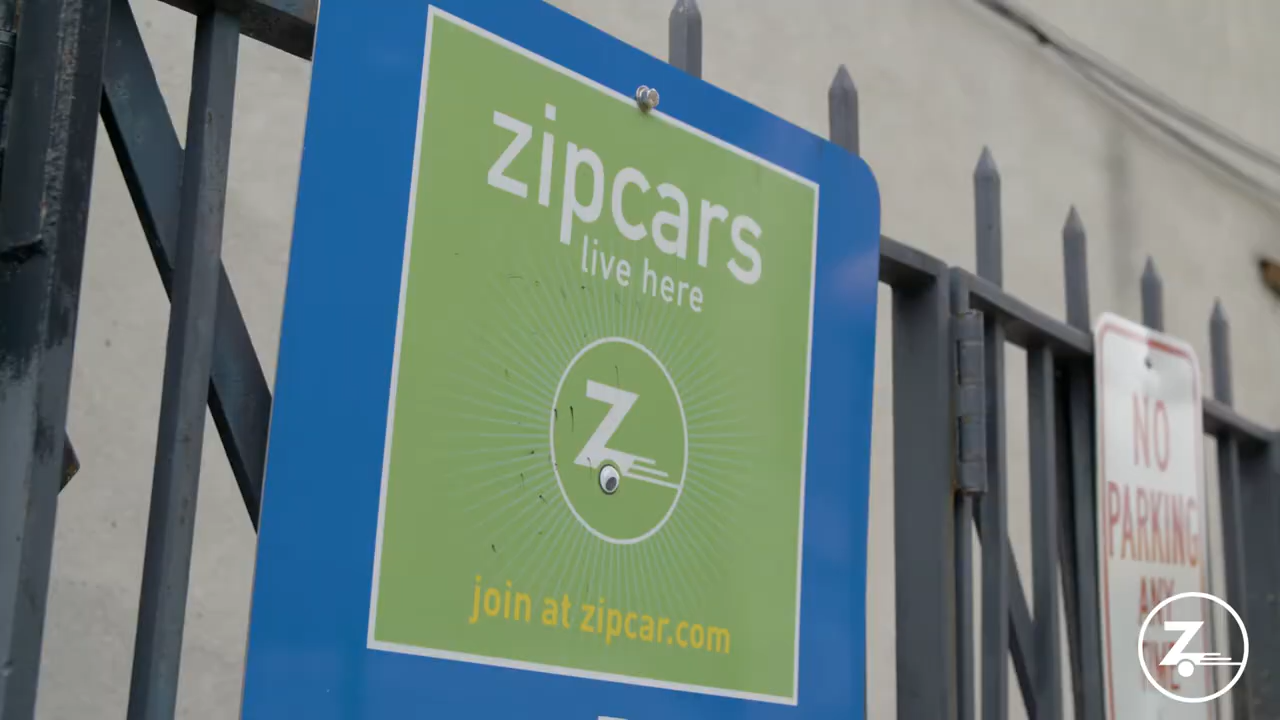 zipcars
live here
Z
join at zipcar.com
NO
PARKING
ANY
Z